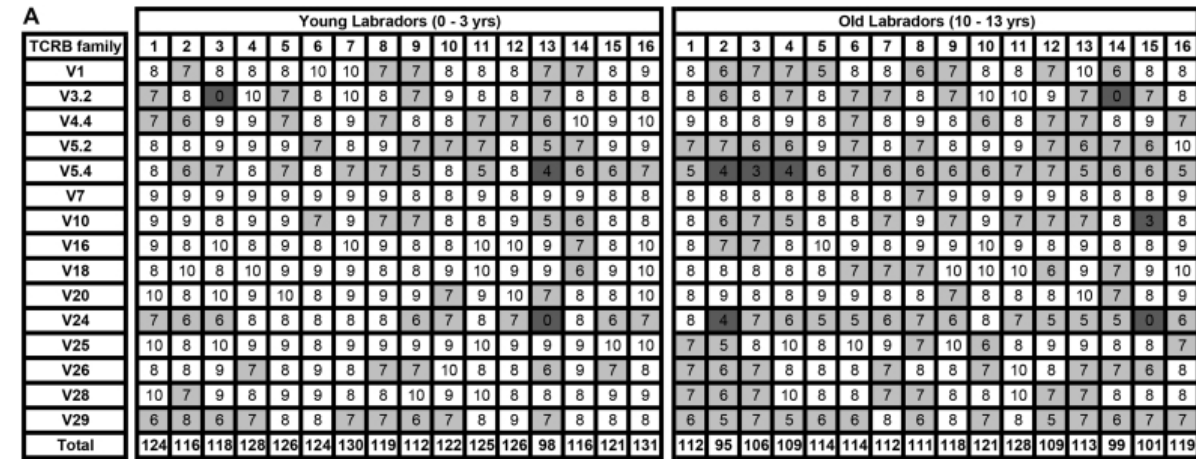 A
Young Labradors (0 - 3 yrs) Old Labradors (10 - 13 yrs)
TCRB family 1 2 3 4 5 6 7 8 9 10 11 12 13 14 15 16 1 2 3 4 5 6 7 8 9 10 11 12 13 14 15 16
V1 8 7 8 8 8 10 10 7 7 8 8 8 7 7 8 9 8 6 7 7 5 8 8 6 7 8 8 7 10 6 8 8
V3.2 7 8 0 10 7 8 10 8 7 9 8 8 7 8 8 8 8 6 8 7 8 7 7 8 7 10 10 9 7 0 7 8
V4.4 7 6 9 9 7 8 9 7 8 8 7 7 6 10 9 10 9 8 8 9 8 7 8 9 8 6 8 7 7 8 9 7
V5.2 8 8 9 9 9 7 8 9 7 7 7 8 5 7 9 9 7 7 6 6 9 7 8 7 8 9 9 7 6 7 6 10
V5.4 8 6 7 8 7 8 7 7 5 8 5 8 4 6 6 7 5 4 3 4 6 7 6 6 6 6 7 7 5 6 6 5
V7 9 9 9 9 9 9 9 8 8 9 8 9 9 9 8 8 8 8 8 8 8 8 8 7 9 9 9 9 8 8 8 9
V10 9 9 8 9 9 7 9 7 7 8 8 9 5 6 8 8 8 6 7 5 8 8 7 9 7 9 7 7 7 8 3 8
V16 9 8 10 8 9 8 10 9 8 8 10 10 9 7 8 10 8 7 7 8 10 9 8 9 9 10 9 8 9 8 8 9
V18 8 10 8 10 9 9 9 8 8 9 10 9 9 6 9 10 8 8 8 8 8 7 7 7 10 10 10 6 9 7 9 10
V20 10 8 10 9 10 8 9 9 9 7 9 10 7 8 8 10 8 9 8 8 9 9 8 8 7 8 8 8 10 7 8 9
V24 7 6 6 8 8 8 8 8 6 7 8 7 0 8 6 7 8 4 7 6 5 5 6 7 6 8 7 5 5 5 0 6
V25 10 8 10 9 9 8 9 9 9 9 10 9 9 9 10 10 7 5 8 10 8 10 9 7 10 6 8 9 9 8 8 7
V26 8 8 9 7 8 9 8 7 7 10 8 8 6 9 7 8 7 6 7 8 8 8 7 8 7 8 10 8 7 7 6 8
V28 10 7 9 8 9 9 8 8 10 9 10 8 8 8 9 9 7 6 7 10 8 8 7 7 8 8 10 7 7 8 8 8
V29 6 8 6 7 8 8 7 7 6 7 8 9 7 8 8 8 6 5 7 5 6 6 8 6 8 7 8 5 7 6 7 7
Total 124 116 118 128 126 124 130 119 112 122 125 126 98 116 121 131 112 95 106 109 114 114 112 111 118 121 128 109 113 99 101 119